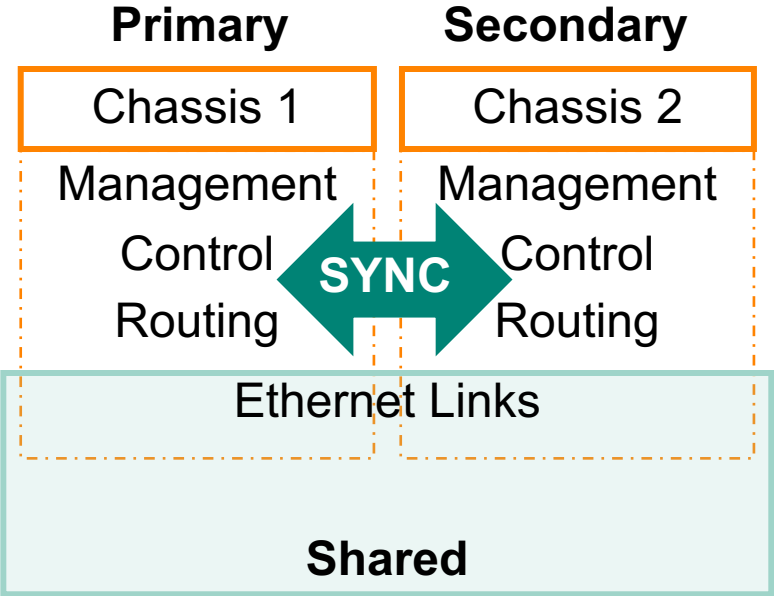 Primary
Secondary
Chassis 1
Chassis 2
Management
Management
Control
SYNC
Control
Routing
Routing
Ethernet Links
Shared